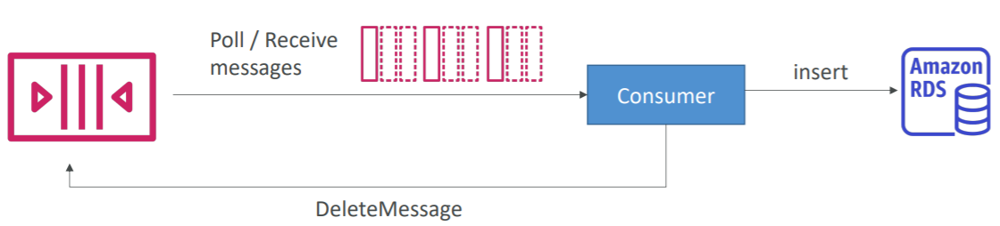 Poll / Receive
messages
Consumer
insert
Amazon
RDS
DeleteMessage